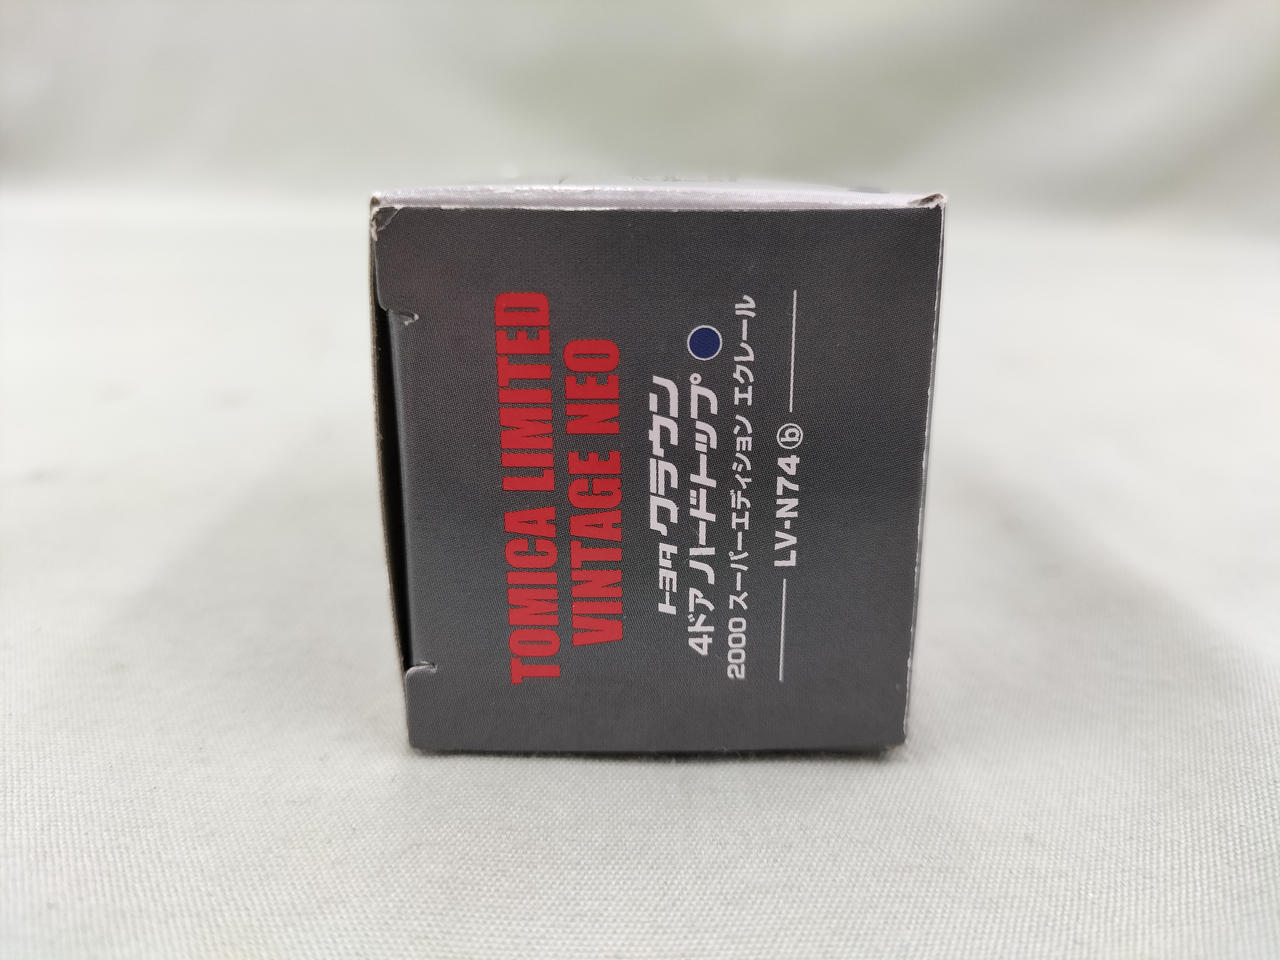 TOMICA LIMITED
VINTAGE NEO
トヨタ クラウン
4ドアハードトップ
2000 スーパーエディション エクレール
LV-N74 ⓑ